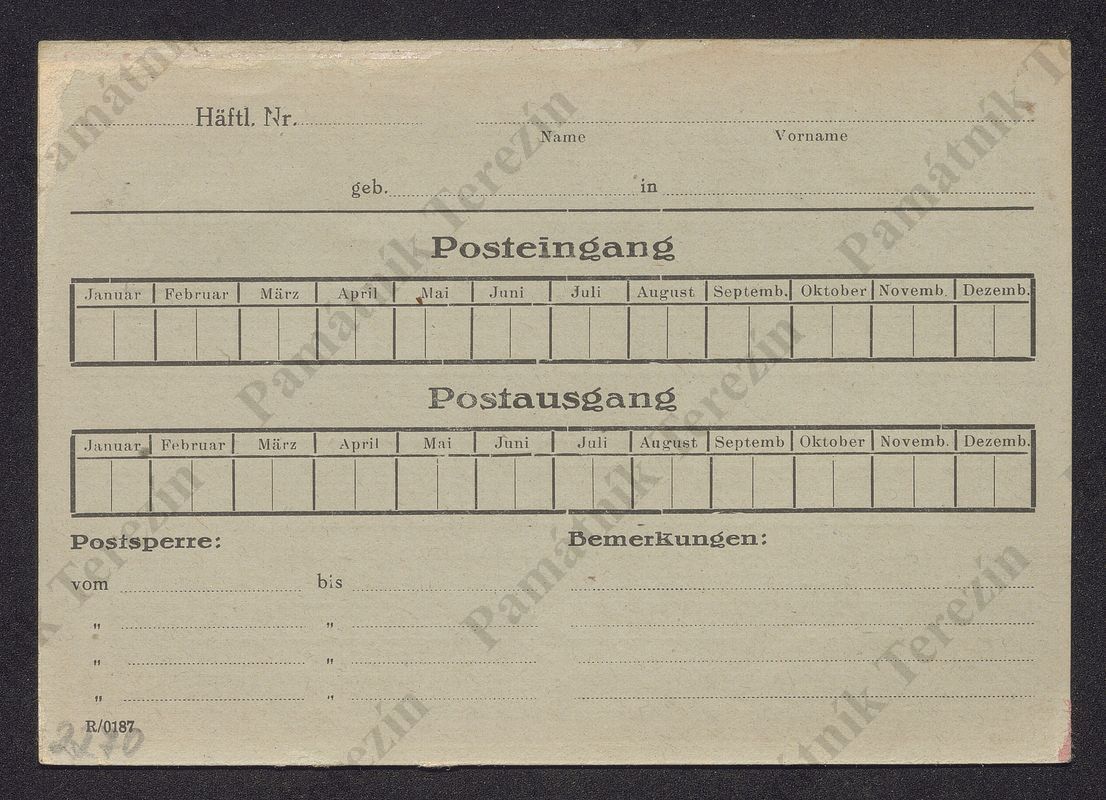 Häftl. Nr.
Name Vorname
geb. in
Posteingang
Januar Februar März April Mai Juni Juli August Septemb. Oktober Novemb. Dezemb.
Postausgang
Januar Februar März April Mai Juni Juli August Septemb Oktober Novemb. Dezemb.
Postsperre: Bemerkungen:
vom bis
" "
" "
" "
R/0187
Památník Terezín